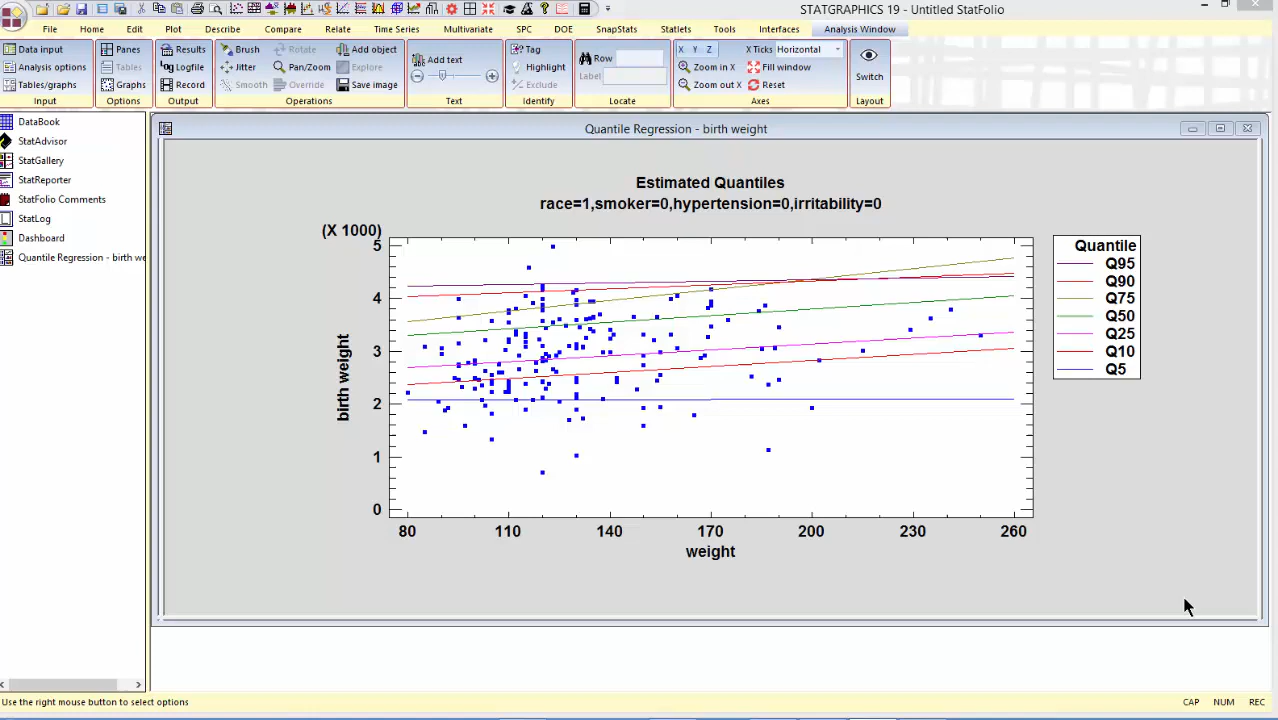 STATGRAPHICS 19 - Untitled StatFolio
File Home Edit Plot Describe Compare Relate Time Series Multivariate SPC DOE SnapStats Statlets Tools Interfaces Analysis Window
Data input Panes Results Brush Rotate Add object Add text Tag Row X Y Z X Ticks Horizontal
Analysis options Tables Logfile Jitter Pan/Zoom Explore Highlight Label Zoom in X Fill window Switch
Tables/graphs Graphs Record Smooth Override Save image Exclude Zoom out X Reset
Input Options Output Operations Text Identify Locate Axes Layout
DataBook
StatAdvisor
StatGallery
StatReporter
StatFolio Comments
StatLog
Dashboard
Quantile Regression - birth we
Quantile Regression - birth weight
Estimated Quantiles
race=1,smoker=0,hypertension=0,irritability=0
(X 1000)
5
4
3
2
1
0
birth weight
80 110 140 170 200 230 260
weight
Quantile
Q95
Q90
Q75
Q50
Q25
Q10
Q5
Use the right mouse button to select options
CAP NUM REC